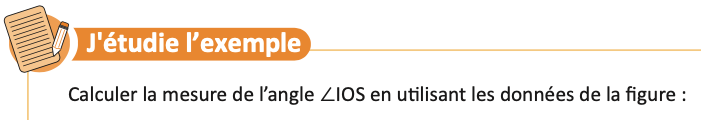 J'étudie l’exemple
Calculer la mesure de l’angle ∠IOS en utilisant les données de la figure :